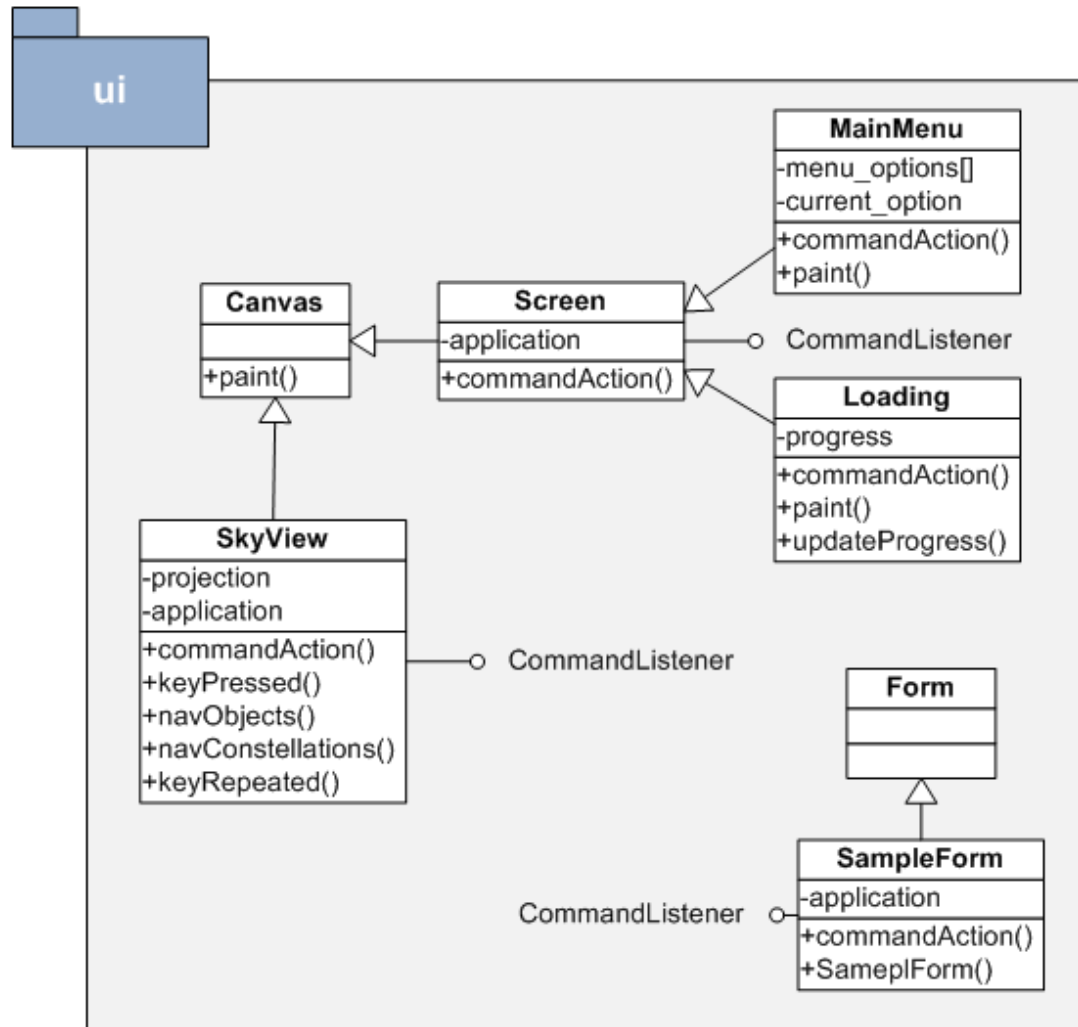 ui
MainMenu
-menu_options[]
-current_option
+commandAction()
+paint()
Canvas
+paint()
Screen
-application
+commandAction()
CommandListener
Loading
-progress
+commandAction()
+paint()
+updateProgress()
SkyView
-projection
-application
+commandAction()
+keyPressed()
+navObjects()
+navConstellations()
+keyRepeated()
CommandListener
Form
SampleForm
-application
+commandAction()
+SameplForm()
CommandListener